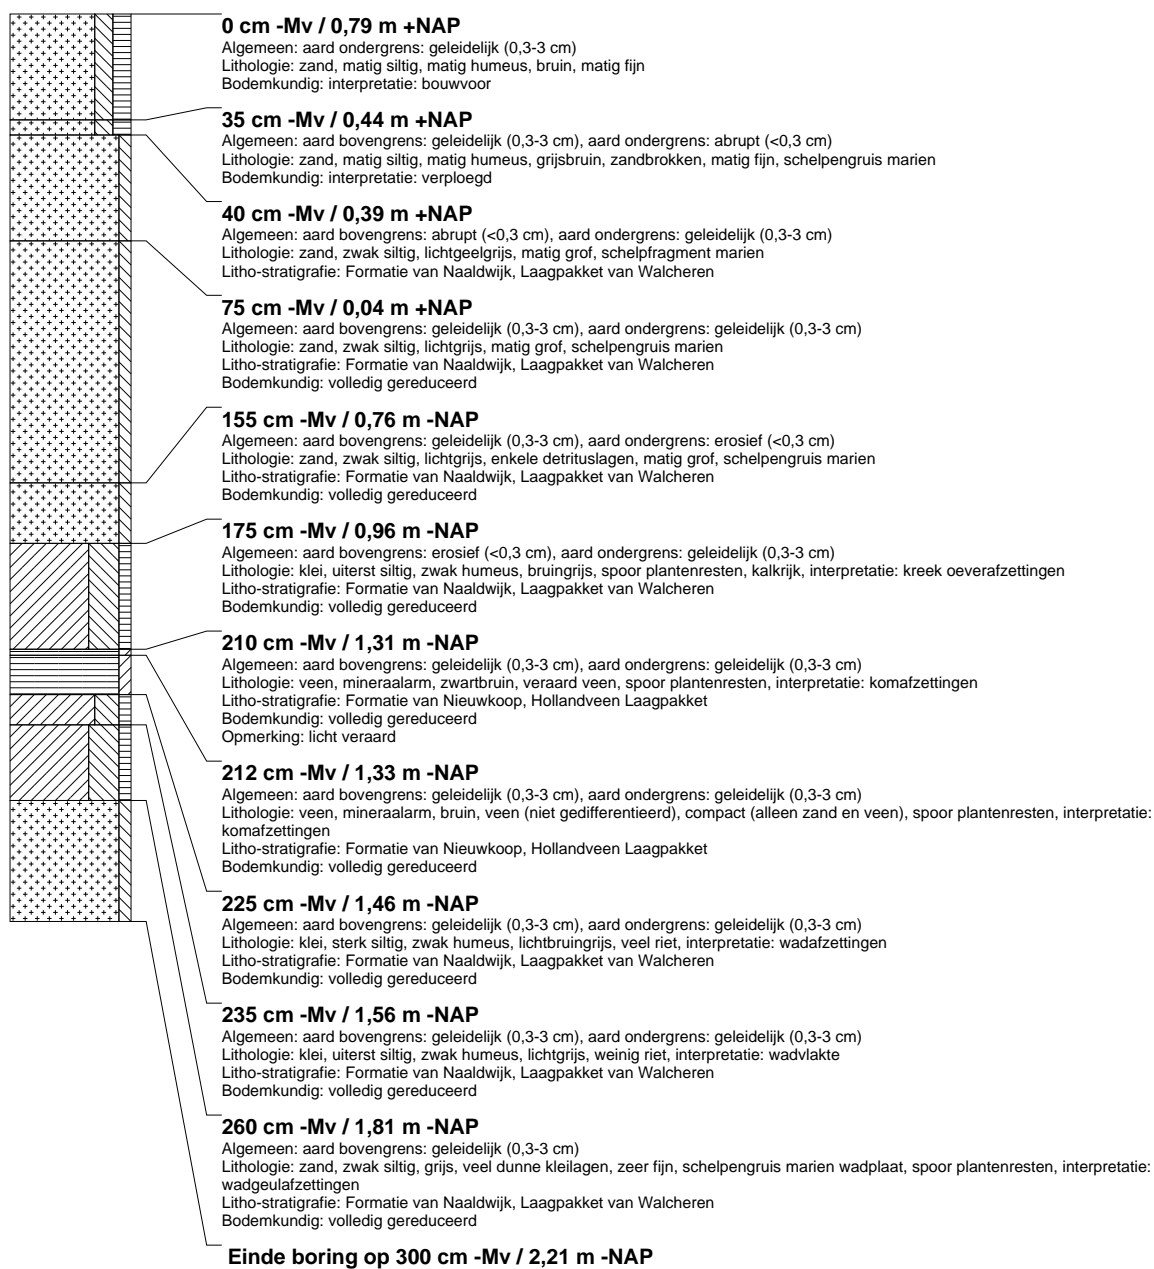 0 cm -Mv / 0,79 m +NAP
Algemeen: aard ondergrens: geleidelijk (0,3-3 cm)
Lithologie: zand, matig siltig, matig humeus, bruin, matig fijn
Bodemkundig: interpretatie: bouwvoor
35 cm -Mv / 0,44 m +NAP
Algemeen: aard bovengrens: geleidelijk (0,3-3 cm), aard ondergrens: abrupt (<0,3 cm)
Lithologie: zand, matig siltig, matig humeus, grijsbruin, zandbrokken, matig fijn, schelpengruis marien
Bodemkundig: interpretatie: verploegd
40 cm -Mv / 0,39 m +NAP
Algemeen: aard bovengrens: abrupt (<0,3 cm), aard ondergrens: geleidelijk (0,3-3 cm)
Lithologie: zand, zwak siltig, lichtgeelgrijs, matig grof, schelpfragment marien
Litho-stratigrafie: Formatie van Naaldwijk, Laagpakket van Walcheren
75 cm -Mv / 0,04 m +NAP
Algemeen: aard bovengrens: geleidelijk (0,3-3 cm), aard ondergrens: geleidelijk (0,3-3 cm)
Lithologie: zand, zwak siltig, lichtgrijs, matig grof, schelpengruis marien
Litho-stratigrafie: Formatie van Naaldwijk, Laagpakket van Walcheren
Bodemkundig: volledig gereduceerd
155 cm -Mv / 0,76 m -NAP
Algemeen: aard bovengrens: geleidelijk (0,3-3 cm), aard ondergrens: erosief (<0,3 cm)
Lithologie: zand, zwak siltig, lichtgrijs, enkele detrituslagen, matig grof, schelpengruis marien
Litho-stratigrafie: Formatie van Naaldwijk, Laagpakket van Walcheren
Bodemkundig: volledig gereduceerd
175 cm -Mv / 0,96 m -NAP
Algemeen: aard bovengrens: erosief (<0,3 cm), aard ondergrens: geleidelijk (0,3-3 cm)
Lithologie: klei, uiterst siltig, zwak humeus, bruingrijs, spoor plantenresten, kalkrijk, interpretatie: kreek oeverafzettingen
Litho-stratigrafie: Formatie van Naaldwijk, Laagpakket van Walcheren
Bodemkundig: volledig gereduceerd
210 cm -Mv / 1,31 m -NAP
Algemeen: aard bovengrens: geleidelijk (0,3-3 cm), aard ondergrens: geleidelijk (0,3-3 cm)
Lithologie: veen, mineraalarm, zwartbruin, veraard veen, spoor plantenresten, interpretatie: komafzettingen
Litho-stratigrafie: Formatie van Nieuwkoop, Hollandveen Laagpakket
Bodemkundig: volledig gereduceerd
Opmerking: licht veraard
212 cm -Mv / 1,33 m -NAP
Algemeen: aard bovengrens: geleidelijk (0,3-3 cm), aard ondergrens: geleidelijk (0,3-3 cm)
Lithologie: veen, mineraalarm, bruin, veen (niet gedifferentieerd), compact (alleen zand en veen), spoor plantenresten, interpretatie:
komafzettingen
Litho-stratigrafie: Formatie van Nieuwkoop, Hollandveen Laagpakket
Bodemkundig: volledig gereduceerd
225 cm -Mv / 1,46 m -NAP
Algemeen: aard bovengrens: geleidelijk (0,3-3 cm), aard ondergrens: geleidelijk (0,3-3 cm)
Lithologie: klei, sterk siltig, zwak humeus, lichtbruingrijs, veel riet, interpretatie: wadafzettingen
Litho-stratigrafie: Formatie van Naaldwijk, Laagpakket van Walcheren
Bodemkundig: volledig gereduceerd
235 cm -Mv / 1,56 m -NAP
Algemeen: aard bovengrens: geleidelijk (0,3-3 cm), aard ondergrens: geleidelijk (0,3-3 cm)
Lithologie: klei, uiterst siltig, zwak humeus, lichtgrijs, weinig riet, interpretatie: wadvlakte
Litho-stratigrafie: Formatie van Naaldwijk, Laagpakket van Walcheren
Bodemkundig: volledig gereduceerd
260 cm -Mv / 1,81 m -NAP
Algemeen: aard bovengrens: geleidelijk (0,3-3 cm)
Lithologie: zand, zwak siltig, grijs, veel dunne kleilagen, zeer fijn, schelpengruis marien wadplaat, spoor plantenresten, interpretatie:
wadgeulafzettingen
Litho-stratigrafie: Formatie van Naaldwijk, Laagpakket van Walcheren
Bodemkundig: volledig gereduceerd
Einde boring op 300 cm -Mv / 2,21 m -NAP